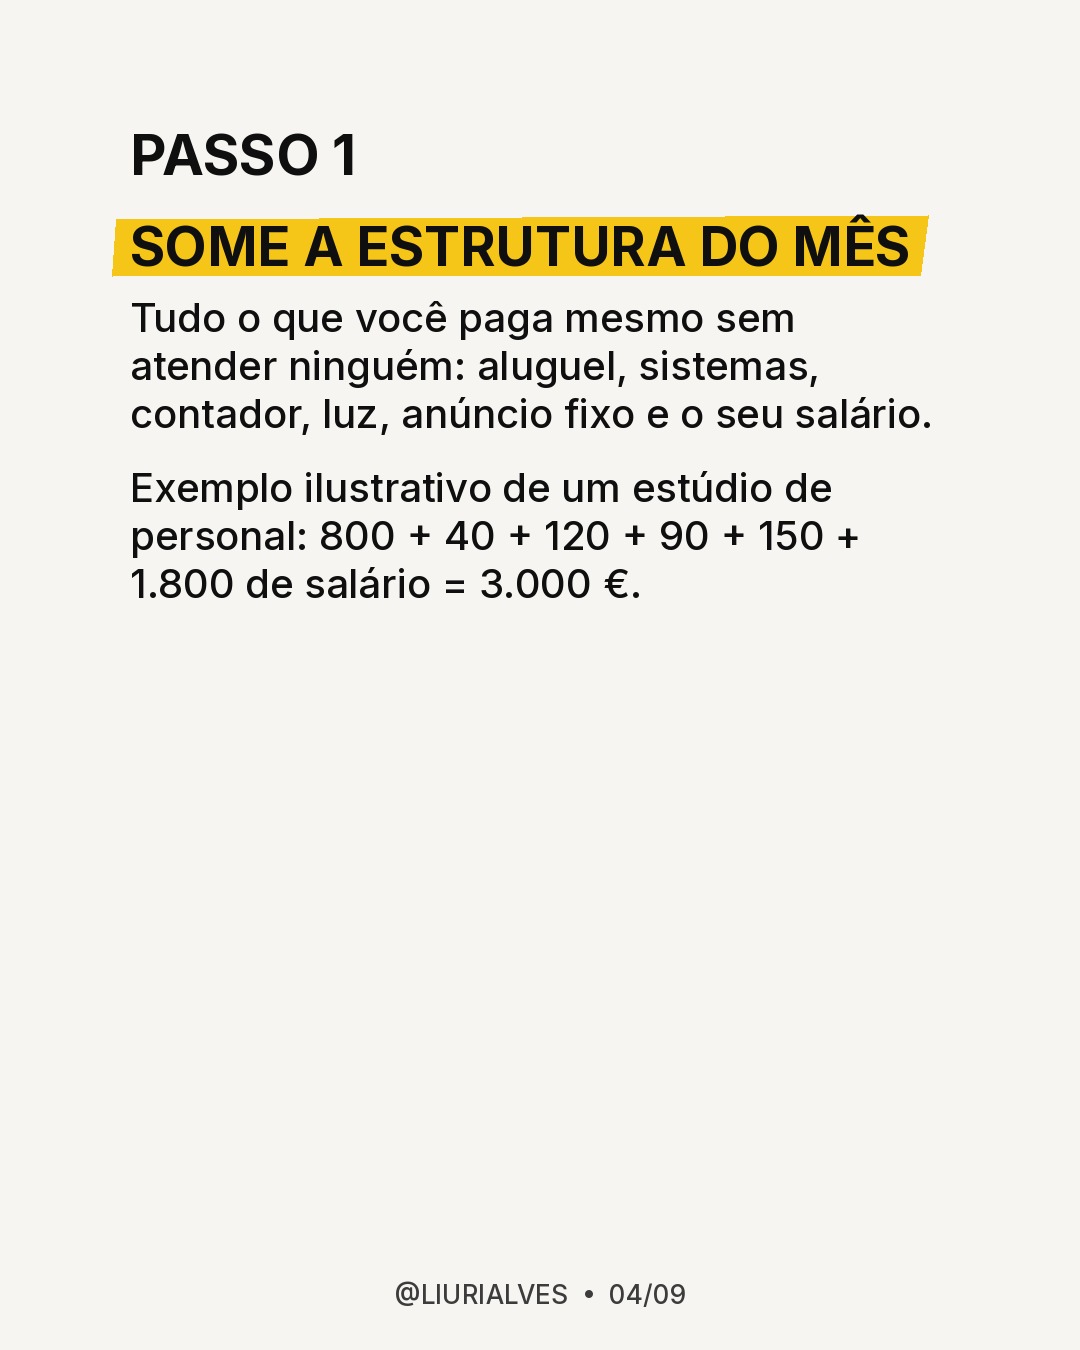 PASSO 1
SOME A ESTRUTURA DO MÊS
Tudo o que você paga mesmo sem
atender ninguém: aluguel, sistemas,
contador, luz, anúncio fixo e o seu salário.
Exemplo ilustrativo de um estúdio de
personal: 800 + 40 + 120 + 90 + 150 +
1.800 de salário = 3.000 €.
@LIURIALVES • 04/09